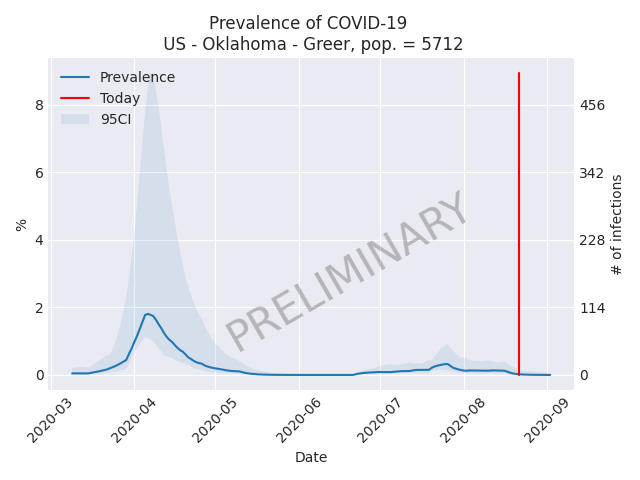 Prevalence of COVID-19
US - Oklahoma - Greer, pop. = 5712
Prevalence
Today
95CI
8
6
4
2
0
%
456
342
228
114
0
# of infections
PRELIMINARY
2020-03
2020-04
2020-05
2020-06
2020-07
2020-08
2020-09
Date